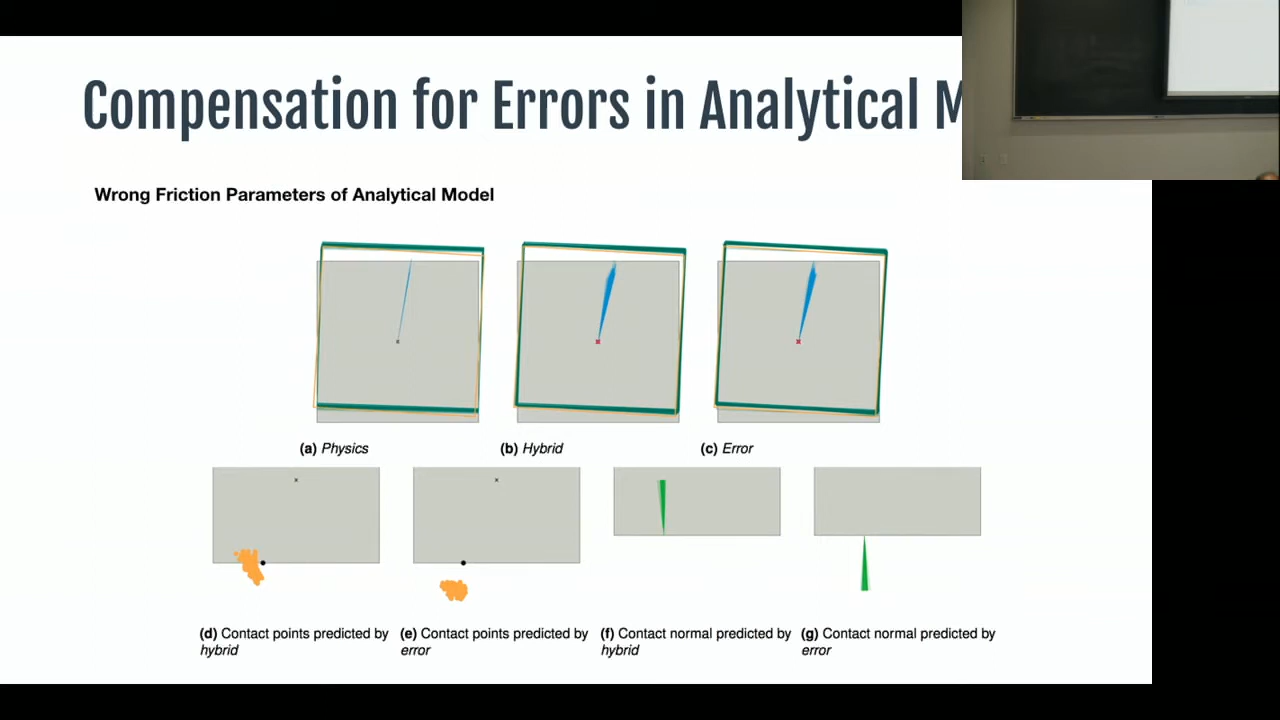 Compensation for Errors in Analytical
Wrong Friction Parameters of Analytical Model
(a) Physics
(b) Hybrid
(c) Error
(d) Contact points predicted by
hybrid
(e) Contact points predicted by
error
(f) Contact normal predicted by
hybrid
(g) Contact normal predicted by
error